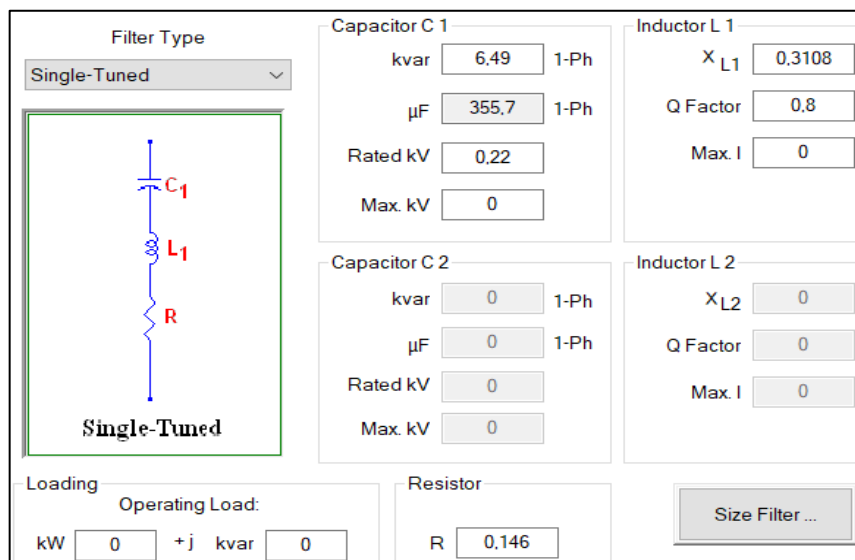 Filter Type
Single-Tuned
C1
L1
R
Single-Tuned
Capacitor C 1
kvar 6,49 1-Ph
µF 355,7 1-Ph
Rated kV 0,22
Max. kV 0
Inductor L 1
X L1 0,3108
Q Factor 0,8
Max. I 0
Capacitor C 2
kvar 0 1-Ph
µF 0 1-Ph
Rated kV 0
Max. kV 0
Inductor L 2
X L2 0
Q Factor 0
Max. I 0
Loading
Operating Load:
kW 0 +j kvar 0
Resistor
R 0,146
Size Filter ...